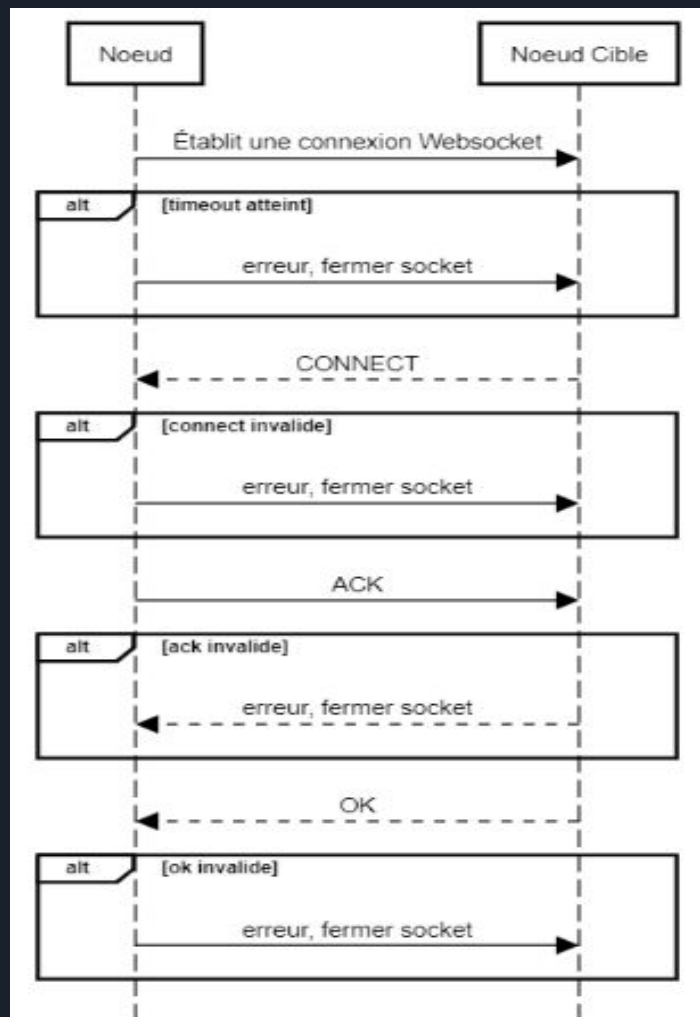 Noeud
Noeud Cible
Établit une connexion Websocket
alt
[timeout atteint]
erreur, fermer socket
CONNECT
alt
[connect invalide]
erreur, fermer socket
ACK
alt
[ack invalide]
erreur, fermer socket
OK
alt
[ok invalide]
erreur, fermer socket